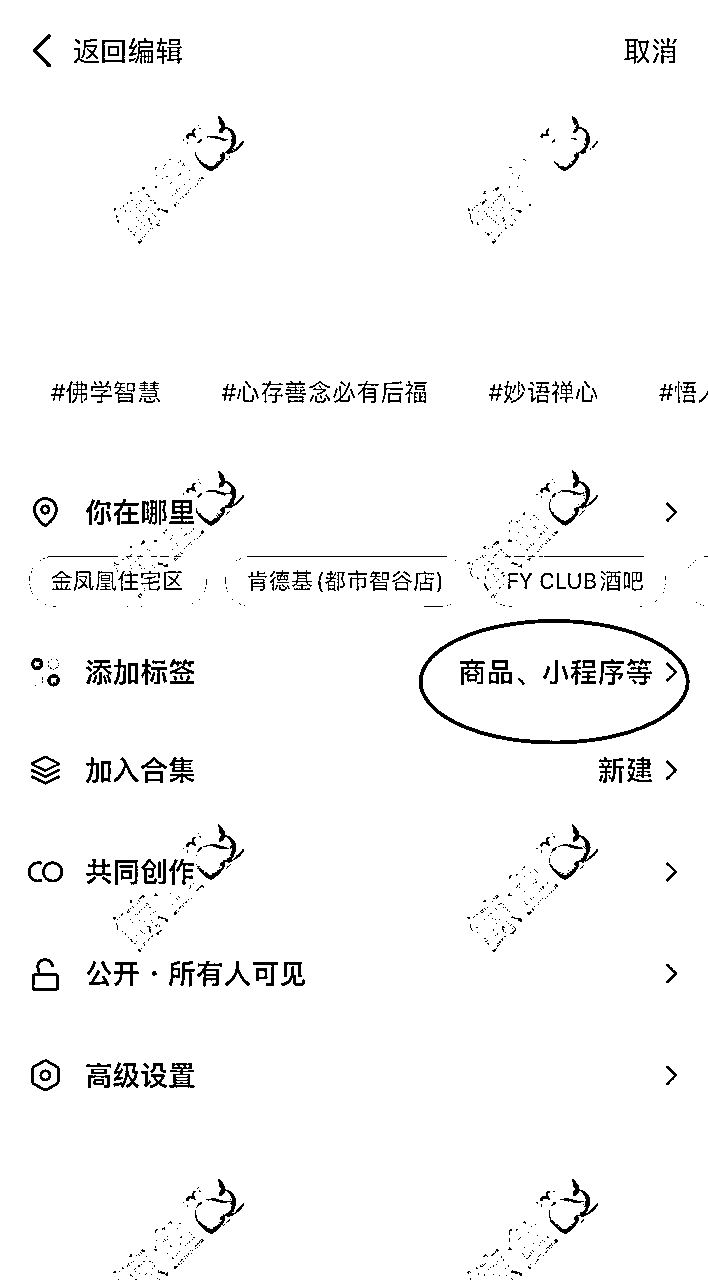 返回编辑 取消
#佛学智慧 #心存善念必有后福 #妙语禅心 #悟
你在哪里
金凤凰住宅区 肯德基(都市智谷店) FY CLUB酒吧
添加标签 商品、小程序等
加入合集 新建
共同创作
公开 · 所有人可见
高级设置